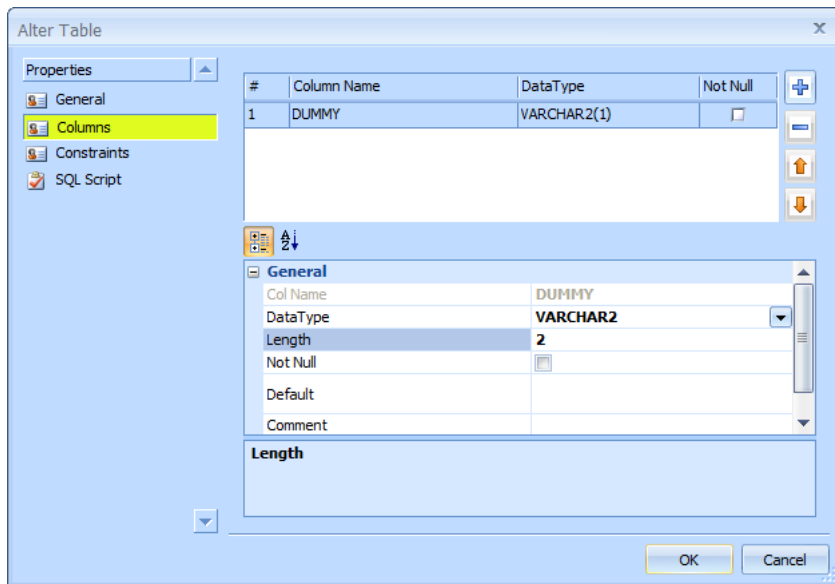 Alter Table x
Properties
General
Columns
Constraints
SQL Script
# Column Name DataType Not Null
1 DUMMY VARCHAR2(1)
A
Z
General
Col Name DUMMY
DataType VARCHAR2
Length 2
Not Null
Default
Comment
Length
OK Cancel